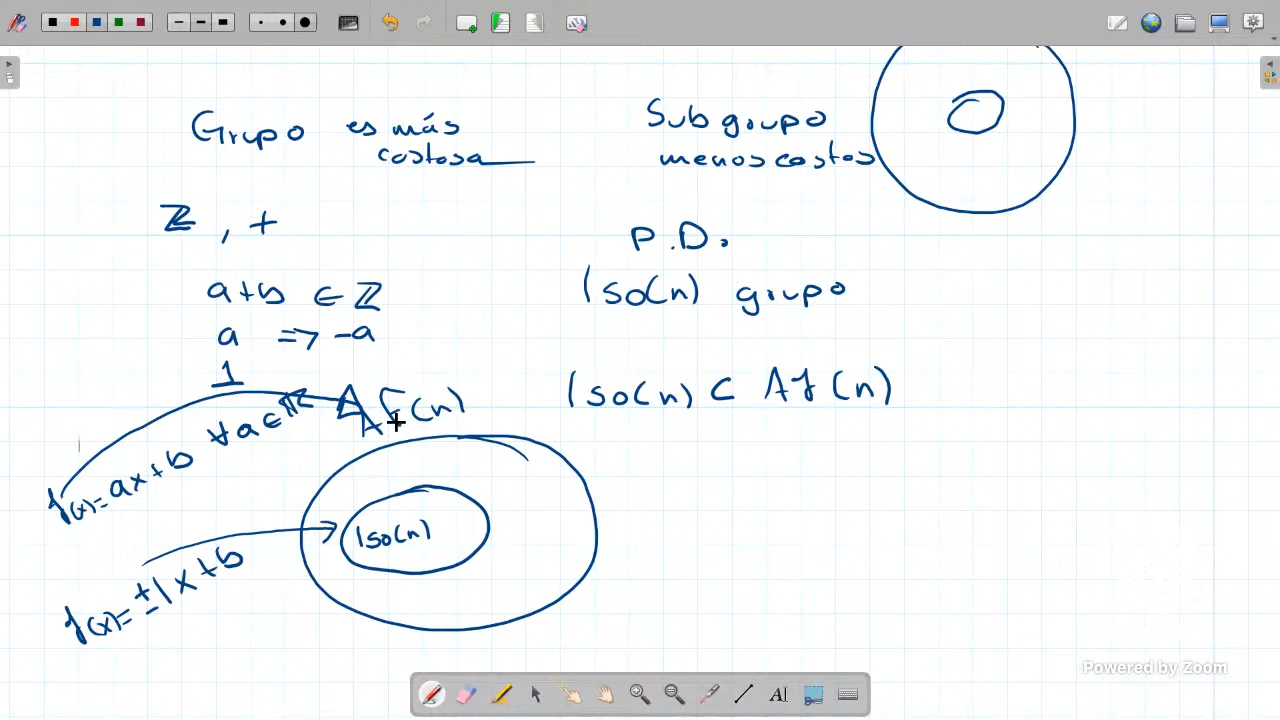 Grupo es más
costosa
Subgrupo
menos costos
ℤ, +
P.D.
a+b ∈ ℤ
Iso(n) grupo
a => -a
1
Iso(n) ⊂ Af(n)
Af(n)
f(x)=ax+b ∀a∈ℝ
Iso(n)
f(x)=±1x+b
Powered by Zoom